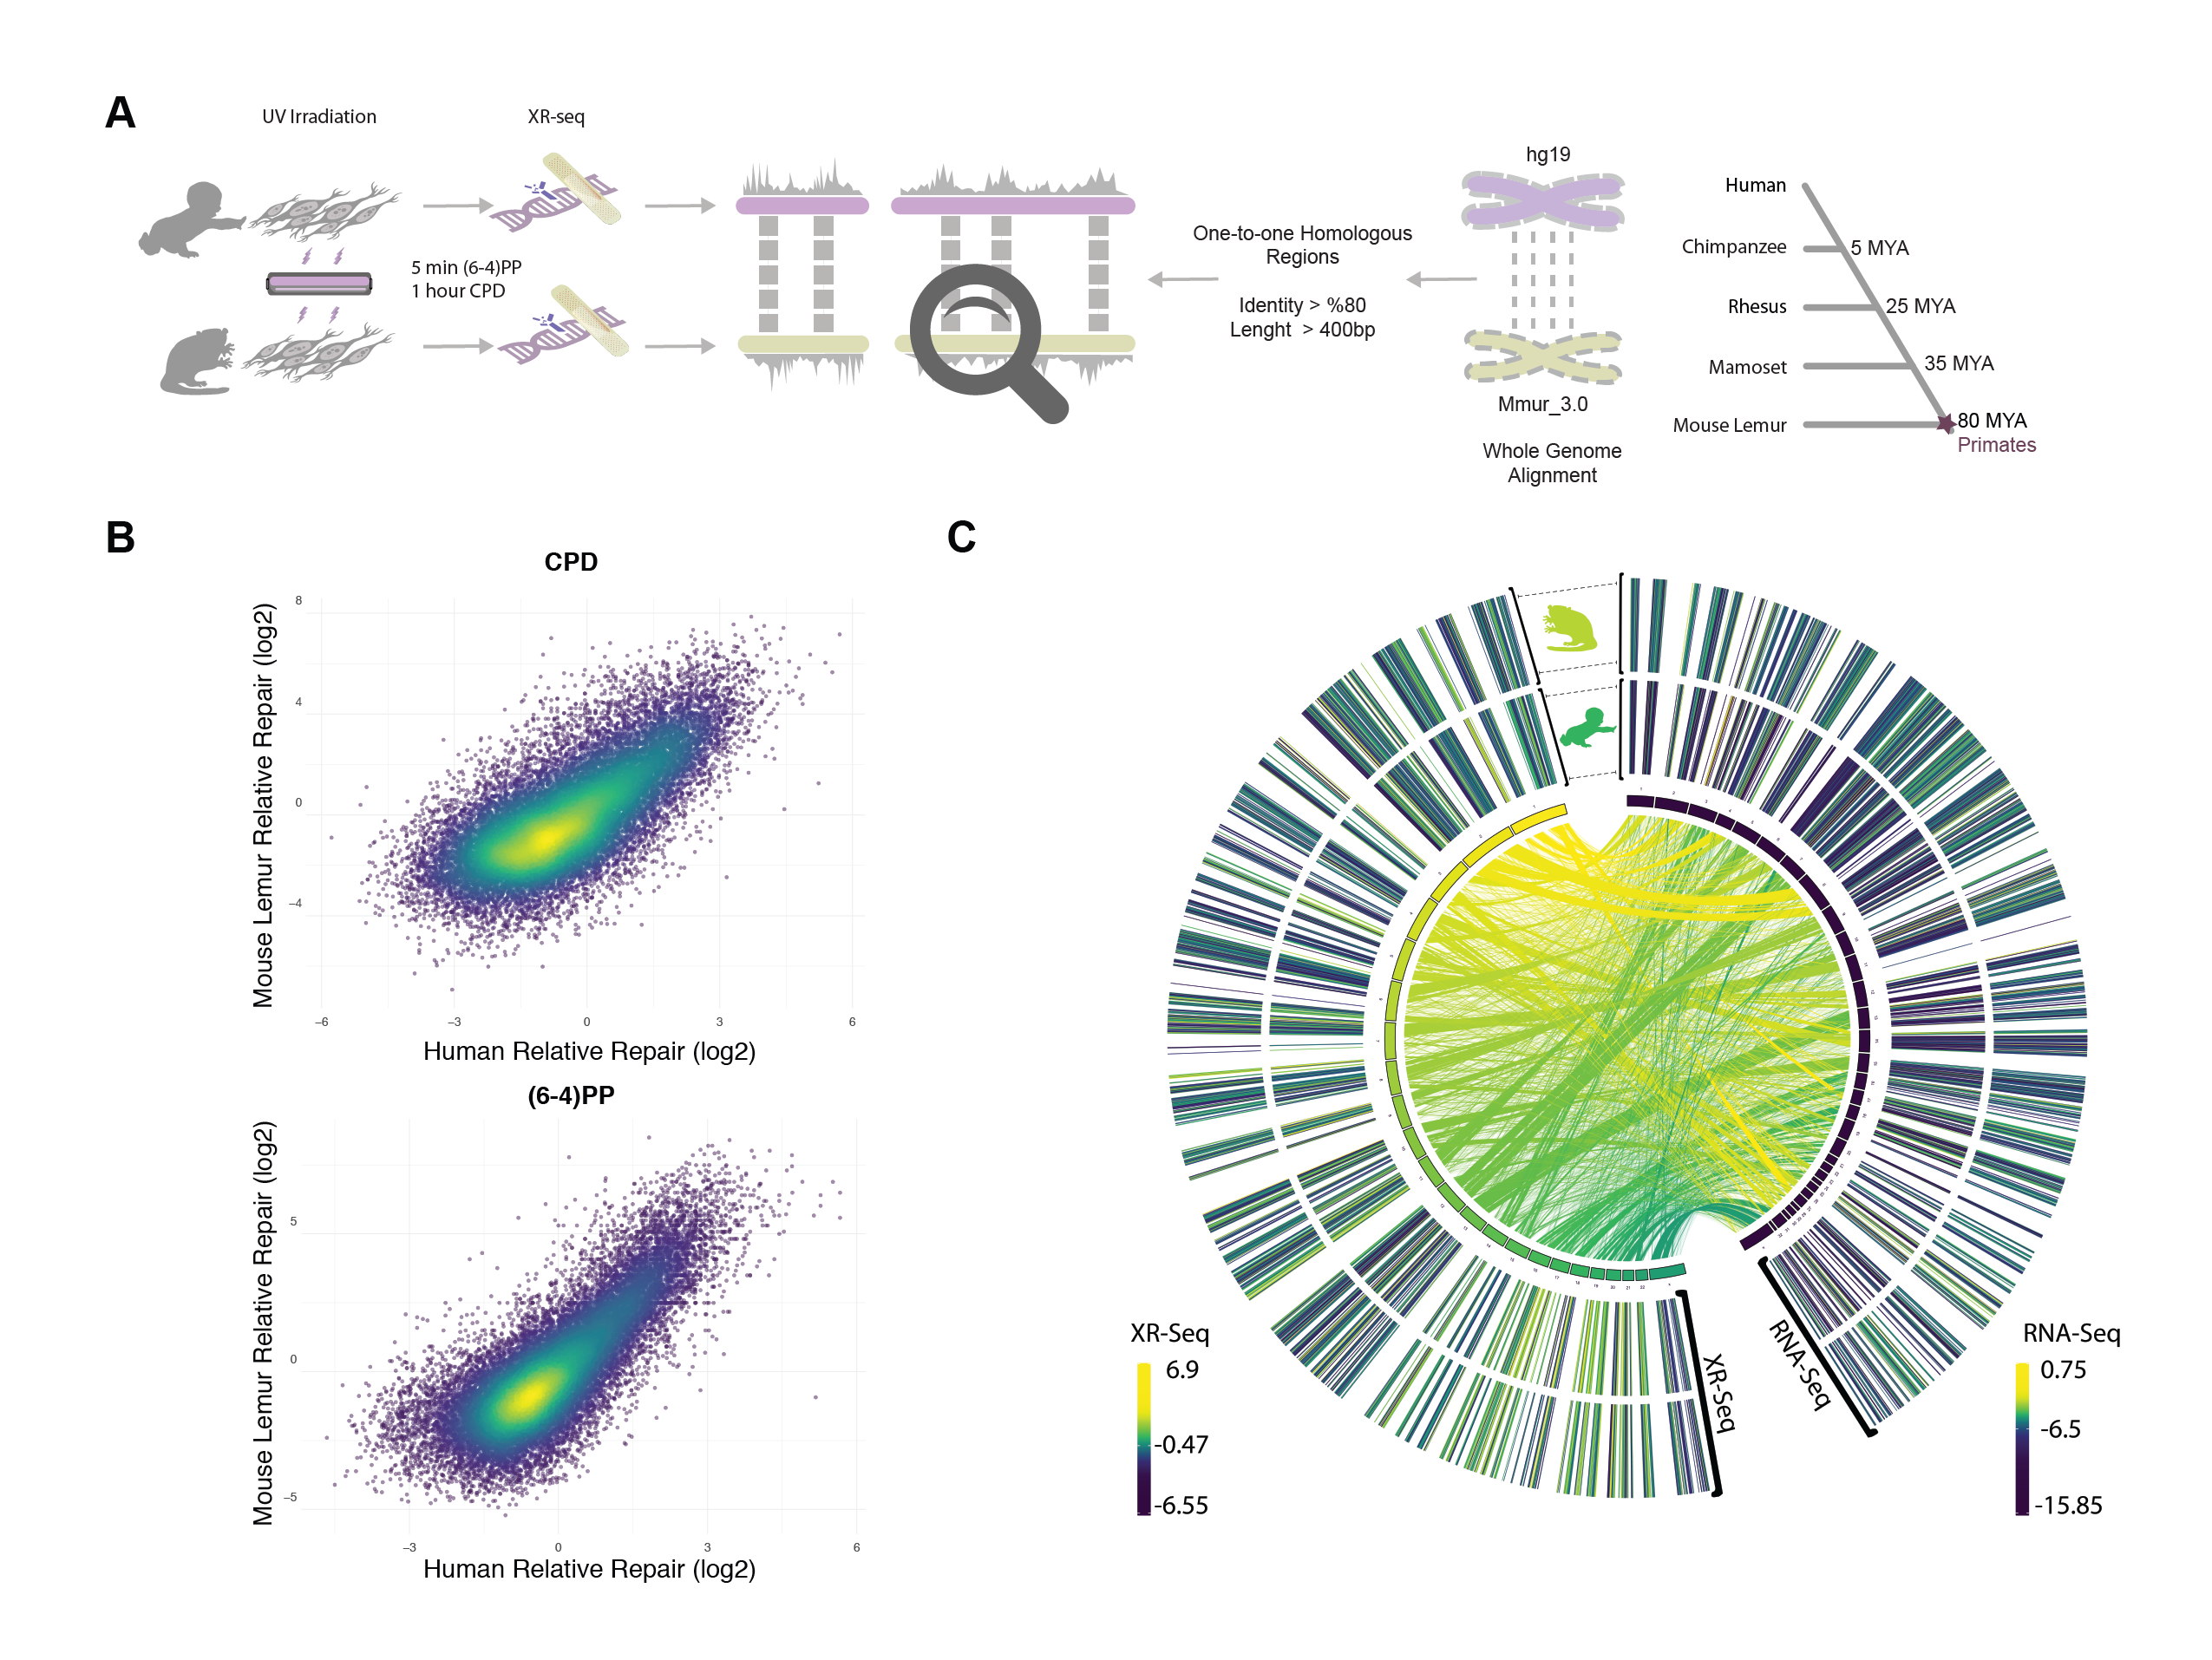 A
UV Irradiation
XR-seq
5 min (6-4)PP
1 hour CPD
One-to-one Homologous
Regions
Identity > %80
Lenght > 400bp
hg19
Mmur_3.0
Whole Genome
Alignment
Human
Chimpanzee
5 MYA
Rhesus
25 MYA
Mamoset
35 MYA
Mouse Lemur
80 MYA
Primates
B
CPD
Mouse Lemur Relative Repair (log2)
8
4
0
−4
−6
−3
0
3
6
Human Relative Repair (log2)
(6-4)PP
Mouse Lemur Relative Repair (log2)
5
0
−5
−3
0
3
6
Human Relative Repair (log2)
C
XR-Seq
6.9
-0.47
-6.55
XR-Seq
RNA-Seq
RNA-Seq
0.75
-6.5
-15.85